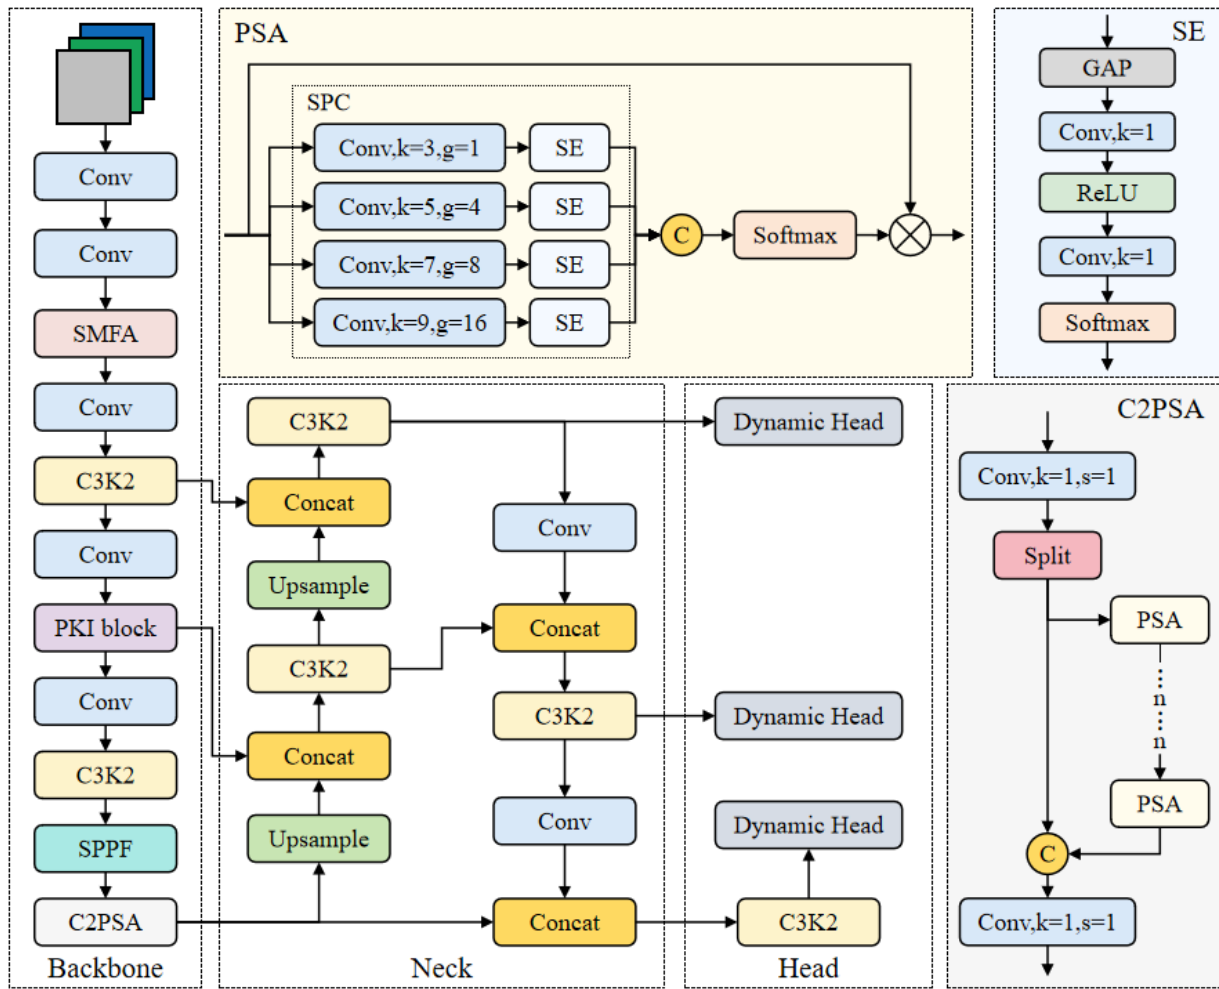 Conv
Conv
SMFA
Conv
C3K2
Conv
PKI block
Conv
C3K2
SPPF
C2PSA
Backbone
PSA
SPC
Conv,k=3,g=1
SE
Conv,k=5,g=4
SE
Conv,k=7,g=8
SE
Conv,k=9,g=16
SE
C
Softmax
SE
GAP
Conv,k=1
ReLU
Conv,k=1
Softmax
C3K2
Concat
Upsample
C3K2
Concat
Upsample
Conv
Concat
C3K2
Conv
Concat
Neck
Dynamic Head
Dynamic Head
Dynamic Head
C3K2
Head
C2PSA
Conv,k=1,s=1
Split
PSA
n
n
PSA
C
Conv,k=1,s=1